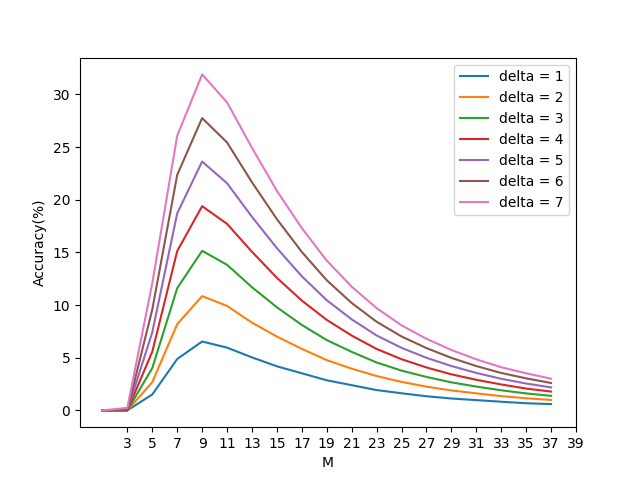 delta = 1
delta = 2
delta = 3
delta = 4
delta = 5
delta = 6
delta = 7
30
25
20
15
10
5
0
Accuracy(%)
3 5 7 9 11 13 15 17 19 21 23 25 27 29 31 33 35 37 39
M